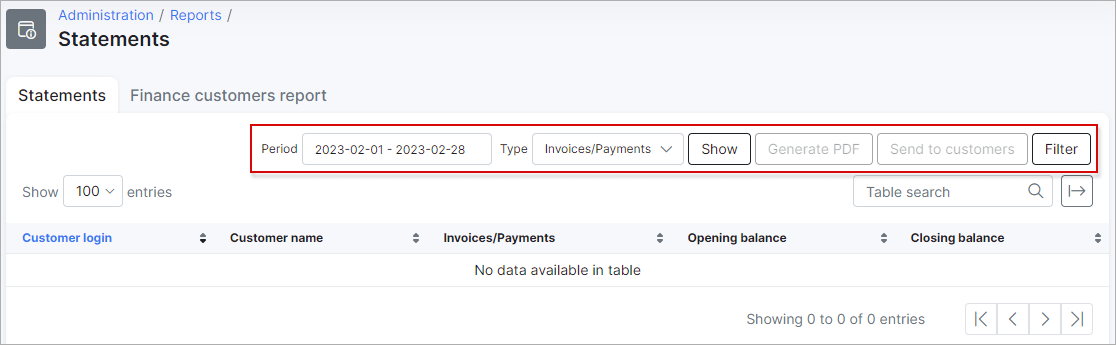 Administration / Reports /
Statements
Statements Finance customers report
Period 2023-02-01 - 2023-02-28 Type Invoices/Payments Show Generate PDF Send to customers Filter
Show 100 entries Table search
Customer login Customer name Invoices/Payments Opening balance Closing balance
No data available in table
Showing 0 to 0 of 0 entries